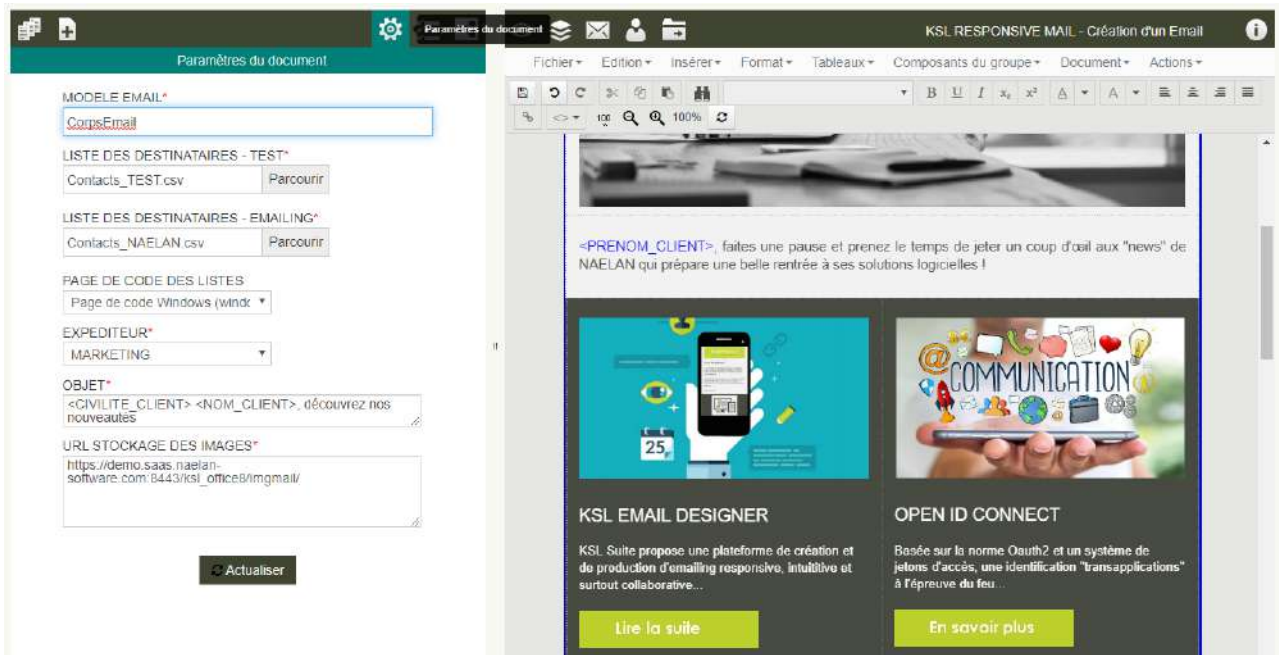 Paramètres du document
KSL RESPONSIVE MAIL - Création d'un Email
Paramètres du document
Fichier Edition Insérer Format Tableaux Composants du groupe Document Actions
MODELE EMAIL*
CorpsEmail
B U I x₂ x² A A
100 100%
LISTE DES DESTINATAIRES - TEST*
Contacts_TEST.csv Parcourir
LISTE DES DESTINATAIRES - EMAILING*
Contacts_NAELAN.csv Parcourir
PAGE DE CODE DES LISTES
Page de code Windows (windc
EXPEDITEUR*
MARKETING
OBJET*
<CIVILITE_CLIENT> <NOM_CLIENT>, découvrez nos
nouveautés
URL STOCKAGE DES IMAGES*
https://demo.saas.naelan-
software.com:8443/ksl_office8/imgmail/
Actualiser
<PRENOM_CLIENT>, faites une pause et prenez le temps de jeter un coup d'œil aux "news" de
NAELAN qui prépare une belle rentrée à ses solutions logicielles !
25
@COMMUNICATION
KSL EMAIL DESIGNER
KSL Suite propose une plateforme de création et
de production d'emailing responsive, intuititive et
surtout collaborative...
Lire la suite
OPEN ID CONNECT
Basée sur la norme Oauth2 et un système de
jetons d'accès, une identification "transapplications"
à l'épreuve du feu...
En savoir plus